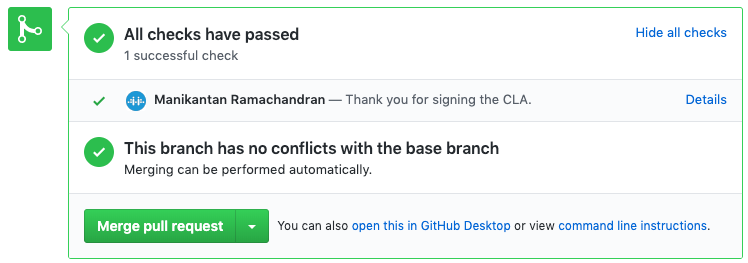 All checks have passed
Hide all checks
1 successful check
Manikantan Ramachandran — Thank you for signing the CLA.
Details
This branch has no conflicts with the base branch
Merging can be performed automatically.
Merge pull request
You can also open this in GitHub Desktop or view command line instructions.